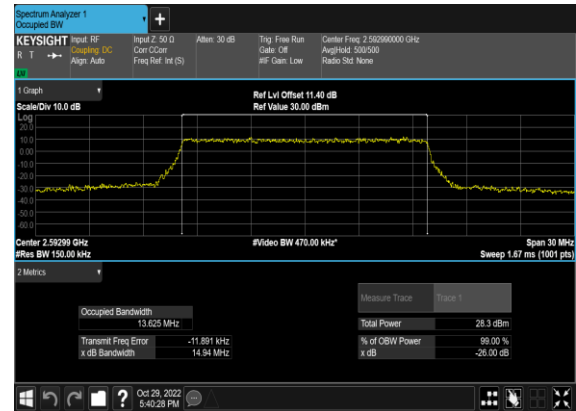 Spectrum Analyzer 1
Occupied BW
+
KEYSIGHT Input: RF Input Z: 50 Ω Atten: 30 dB Trig: Free Run Center Freq: 2.592990000 GHz
R T Coupling: DC Corr CCorr Gate: Off Avg|Hold: 500/500
Align: Auto Freq Ref: Int (S) #IF Gain: Low Radio Std: None
1 Graph
Ref Lvl Offset 11.40 dB
Scale/Div 10.0 dB Ref Value 30.00 dBm
Log
20.0
10.0
0.00
-10.0
-20.0
-30.0
-40.0
-50.0
-60.0
Center 2.59299 GHz #Video BW 470.00 kHz* Span 30 MHz
#Res BW 150.00 kHz Sweep 1.67 ms (1001 pts)
2 Metrics
Measure Trace Trace 1
Occupied Bandwidth
13.625 MHz Total Power 28.3 dBm
Transmit Freq Error -11.891 kHz % of OBW Power 99.00 %
x dB Bandwidth 14.94 MHz x dB -26.00 dB
? Oct 29, 2022
5:40:28 PM